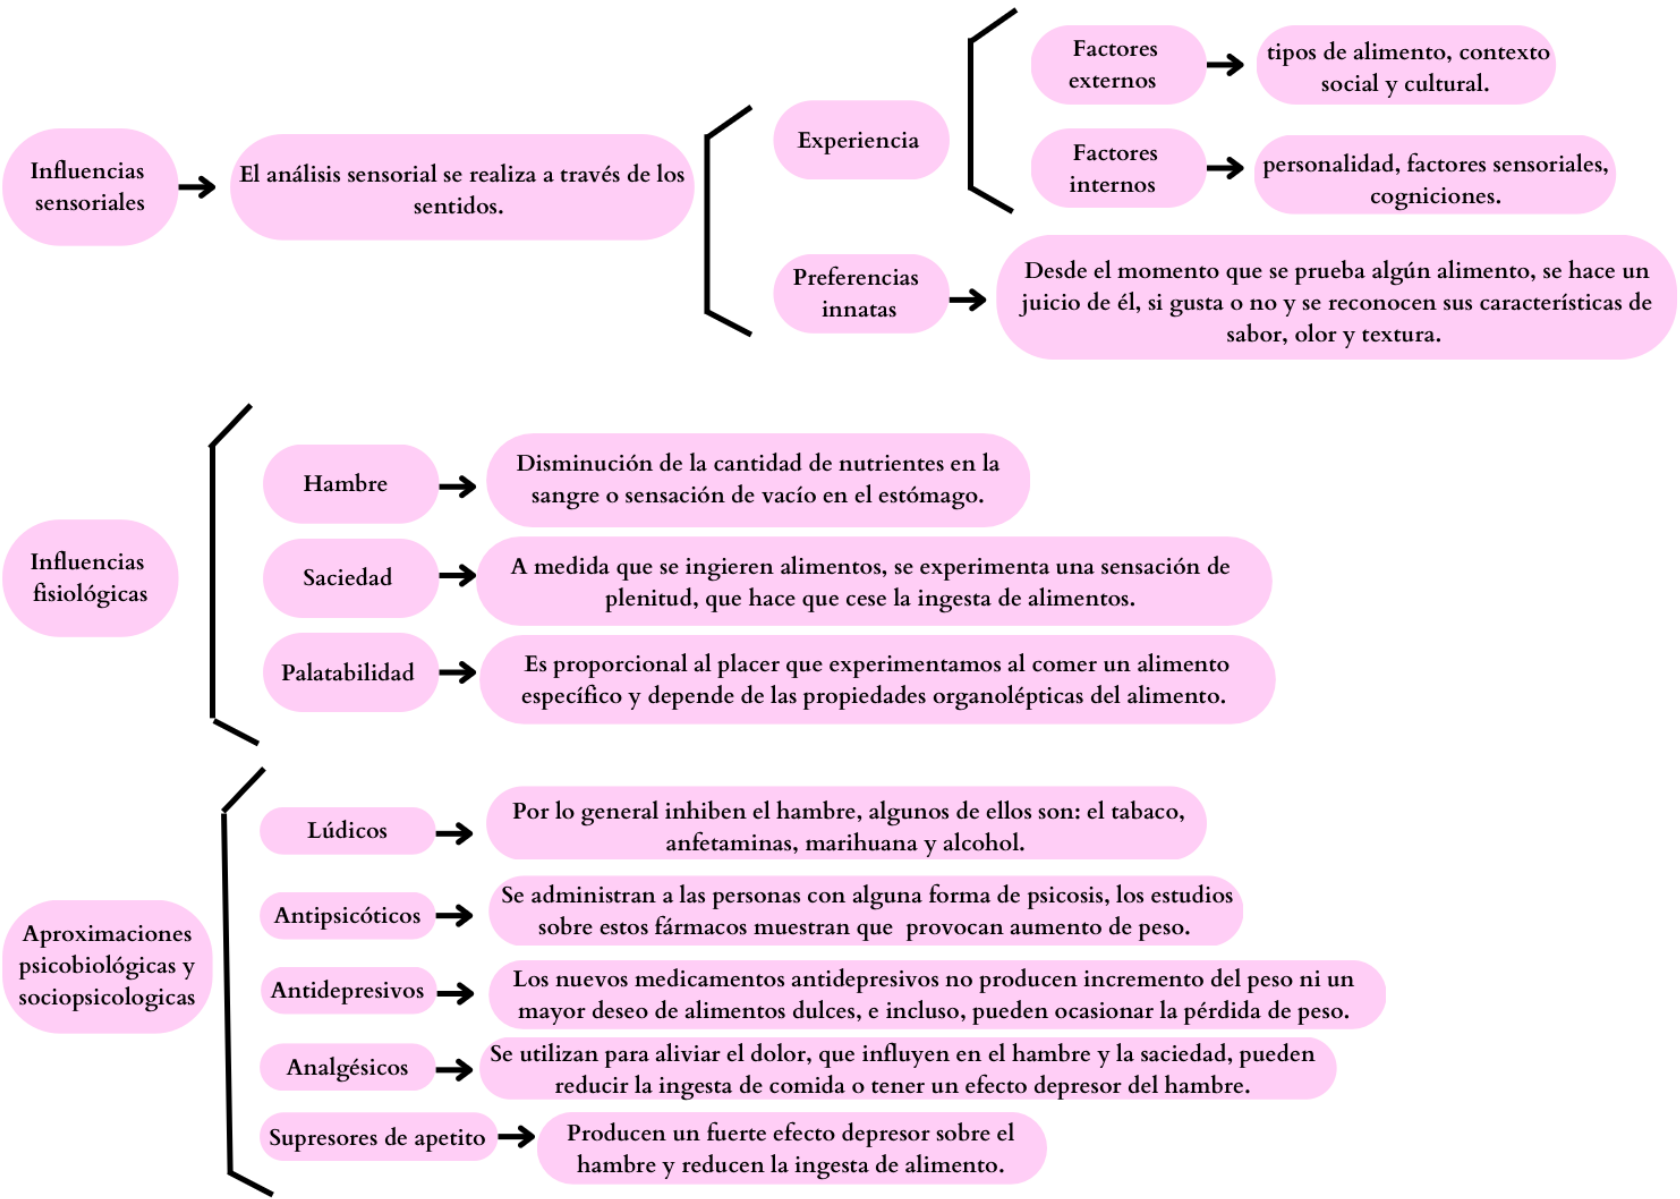 Influencias
sensoriales
El análisis sensorial se realiza a través de los
sentidos.
Experiencia
Factores
externos
tipos de alimento, contexto
social y cultural.
Factores
internos
personalidad, factores sensoriales,
cogniciones.
Preferencias
innatas
Desde el momento que se prueba algún alimento, se hace un
juicio de él, si gusta o no y se reconocen sus características de
sabor, olor y textura.
Influencias
fisiológicas
Hambre
Disminución de la cantidad de nutrientes en la
sangre o sensación de vacío en el estómago.
Saciedad
A medida que se ingieren alimentos, se experimenta una sensación de
plenitud, que hace que cese la ingesta de alimentos.
Palatabilidad
Es proporcional al placer que experimentamos al comer un alimento
específico y depende de las propiedades organolépticas del alimento.
Aproximaciones
psicobiológicas y
sociopsicologicas
Lúdicos
Por lo general inhiben el hambre, algunos de ellos son: el tabaco,
anfetaminas, marihuana y alcohol.
Antipsicóticos
Se administran a las personas con alguna forma de psicosis, los estudios
sobre estos fármacos muestran que provocan aumento de peso.
Antidepresivos
Los nuevos medicamentos antidepresivos no producen incremento del peso ni un
mayor deseo de alimentos dulces, e incluso, pueden ocasionar la pérdida de peso.
Analgésicos
Se utilizan para aliviar el dolor, que influyen en el hambre y la saciedad, pueden
reducir la ingesta de comida o tener un efecto depresor del hambre.
Supresores de apetito
Producen un fuerte efecto depresor sobre el
hambre y reducen la ingesta de alimento.